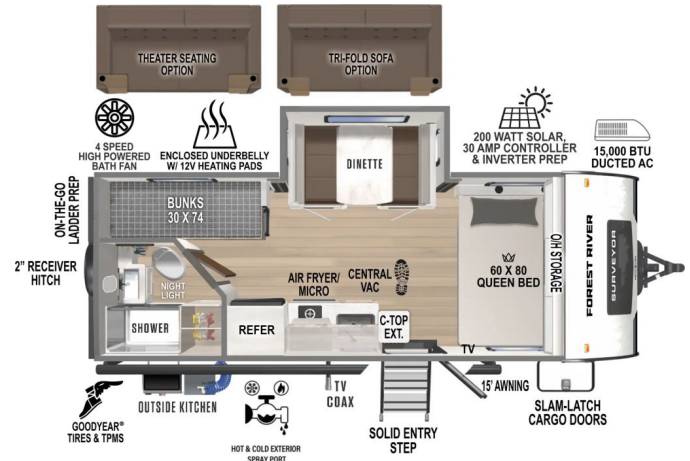 THEATER SEATING
OPTION
TRI-FOLD SOFA
OPTION
4 SPEED
HIGH POWERED
BATH FAN
ENCLOSED UNDERBELLY
W/ 12V HEATING PADS
DINETTE
200 WATT SOLAR,
30 AMP CONTROLLER
& INVERTER PREP
15,000 BTU
DUCTED AC
ON-THE-GO
LADDER PREP
BUNKS
30 X 74
2" RECEIVER
HITCH
NIGHT
LIGHT
AIR FRYER/
MICRO
CENTRAL
VAC
60 X 80
QUEEN BED
O/H STORAGE
FOREST RIVER
SURVEYOR
SHOWER
REFER
C-TOP
EXT.
TV
GOODYEAR®
TIRES & TPMS
OUTSIDE KITCHEN
HOT & COLD EXTERIOR
SPRAY PORT
TV
COAX
SOLID ENTRY
STEP
15' AWNING
SLAM-LATCH
CARGO DOORS